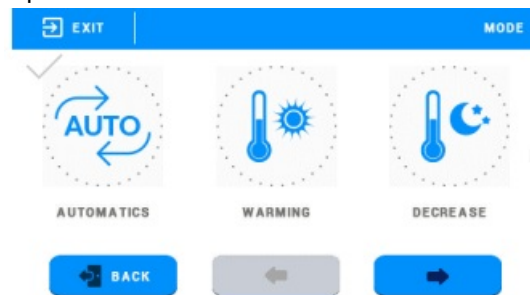 EXIT
MODE
AUTO
AUTOMATICS
WARMING
DECREASE
BACK